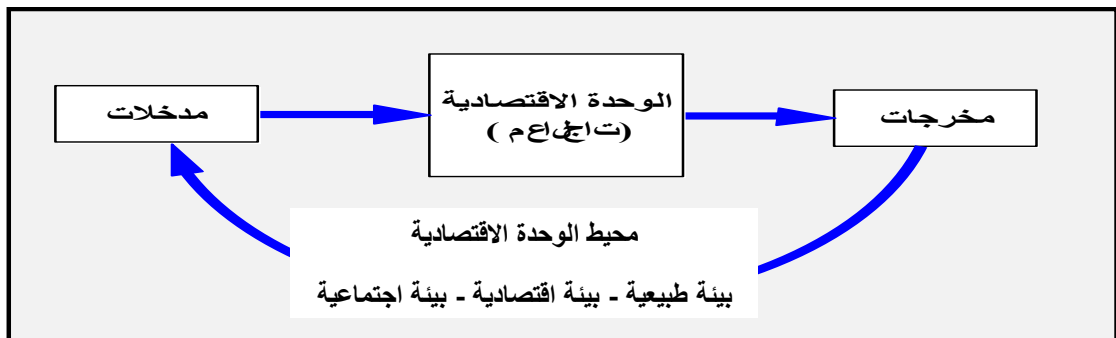 مدخلات
الوحدة الاقتصادية
مخرجات
محيط الوحدة الاقتصادية
بيئة طبيعية - بيئة اقتصادية - بيئة اجتماعية